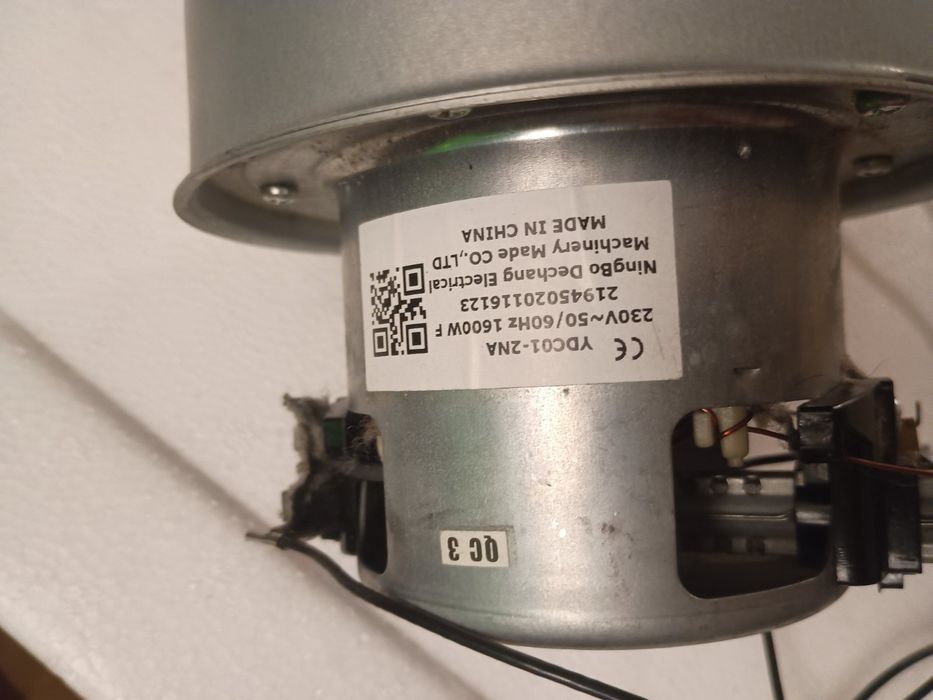 CE YDC01-2NA
230V~50/60Hz 1600W F
21945020116123
NingBo Dechang Electrical
Machinery Made CO.,LTD
MADE IN CHINA
QC 3